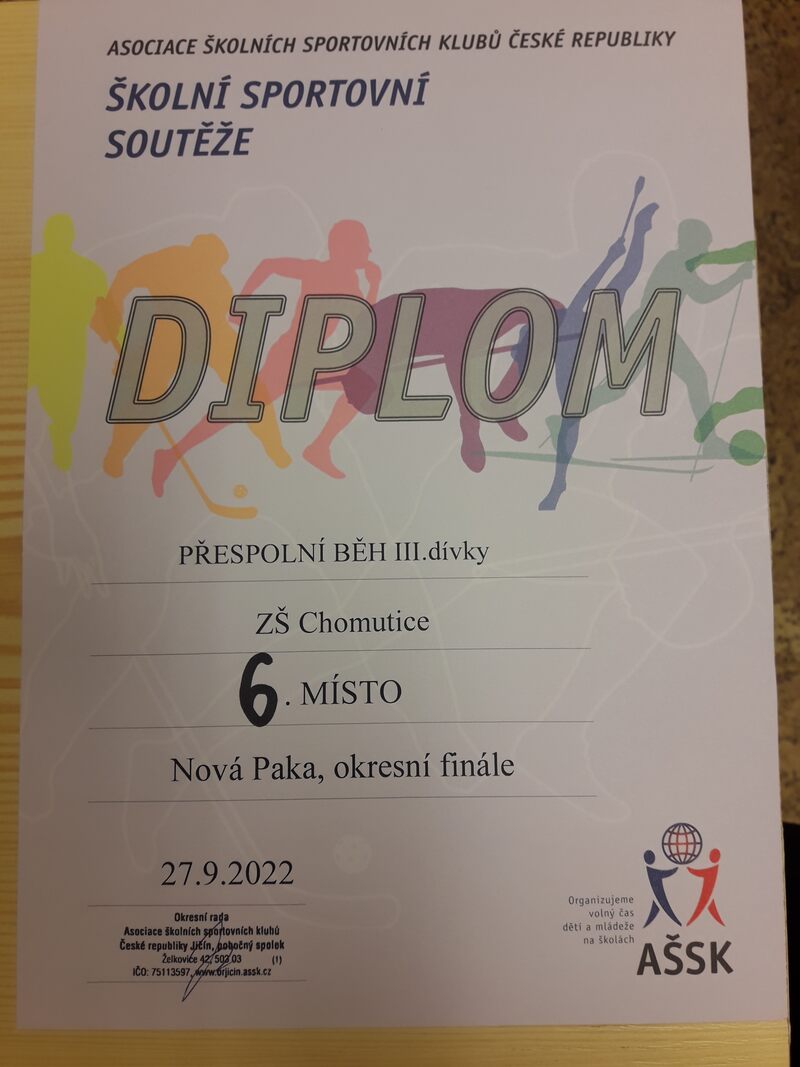 ASOCIACE ŠKOLNÍCH SPORTOVNÍCH KLUBŮ ČESKÉ REPUBLIKY
ŠKOLNÍ SPORTOVNÍ
SOUTĚŽE
DIPLOM
PŘESPOLNÍ BĚH III.dívky
ZŠ Chomutice
6. MÍSTO
Nová Paka, okresní finále
27.9.2022
Okresní rada
Asociace školních sportovních klubů
České republiky Jičín, pobočný spolek
Želkovice 42, 503 03 (1)
IČO: 75113597, www.orjicin.assk.cz
Organizujeme
volný čas
dětí a mládeže
na školách
AŠSK